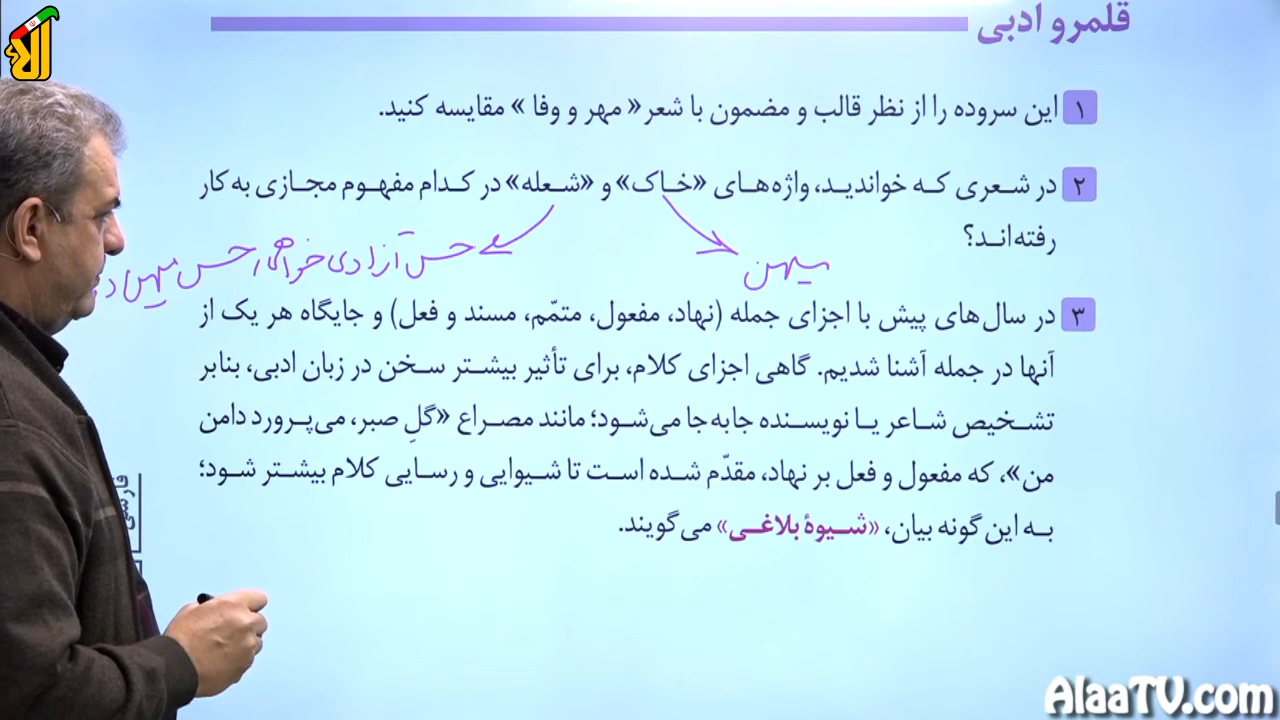 قلمرو ادبی
۱ این سروده را از نظر قالب و مضمون با شعر« مهر و وفا » مقایسه کنید.
۲ در شعری که خواندید، واژه‌های «خاک» و «شعله» در کدام مفهوم مجازی به کار
رفته‌اند؟
میهن
حس آزادی خواهی، حس میهن
۳ در سال‌های پیش با اجزای جمله (نهاد، مفعول، متمّم، مسند و فعل) و جایگاه هر یک از
آنها در جمله آشنا شدیم. گاهی اجزای کلام، برای تأثیر بیشتر سخن در زبان ادبی، بنابر
تشخیص شاعر یا نویسنده جابه‌جا می‌شود؛ مانند مصراع «گلِ صبر، می‌پرورد دامن
من»، که مفعول و فعل بر نهاد، مقدّم شده است تا شیوایی و رسایی کلام بیشتر شود؛
به این گونه بیان، «شیوهٔ بلاغی» می‌گویند.
فارسی
AlaaTV.com